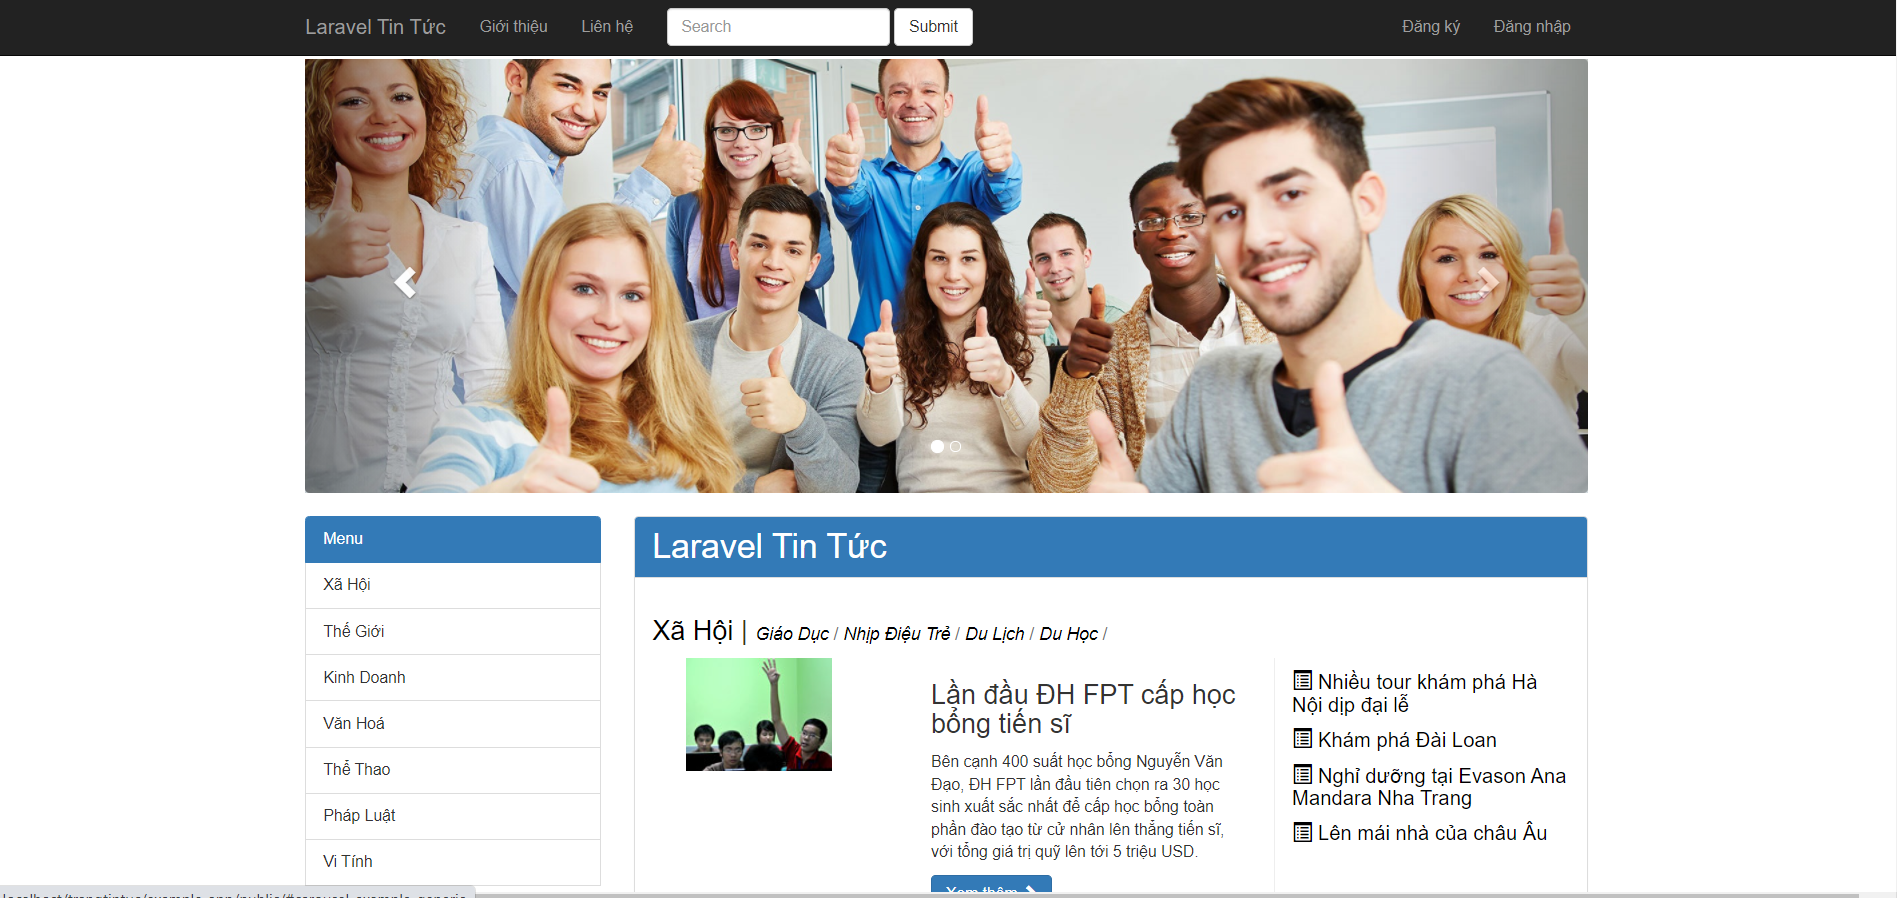 Laravel Tin Tức Giới thiệu Liên hệ Search Submit Đăng ký Đăng nhập
Menu
Xã Hội
Thế Giới
Kinh Doanh
Văn Hoá
Thể Thao
Pháp Luật
Vi Tính
Laravel Tin Tức
Xã Hội | Giáo Dục / Nhịp Điệu Trẻ / Du Lịch / Du Học /
Lần đầu ĐH FPT cấp học
bổng tiến sĩ
Bên cạnh 400 suất học bổng Nguyễn Văn
Đạo, ĐH FPT lần đầu tiên chọn ra 30 học
sinh xuất sắc nhất để cấp học bổng toàn
phần đào tạo từ cử nhân lên thẳng tiến sĩ,
với tổng giá trị quỹ lên tới 5 triệu USD.
Xem thêm
Nhiều tour khám phá Hà
Nội dịp đại lễ
Khám phá Đài Loan
Nghỉ dưỡng tại Evason Ana
Mandara Nha Trang
Lên mái nhà của châu Âu